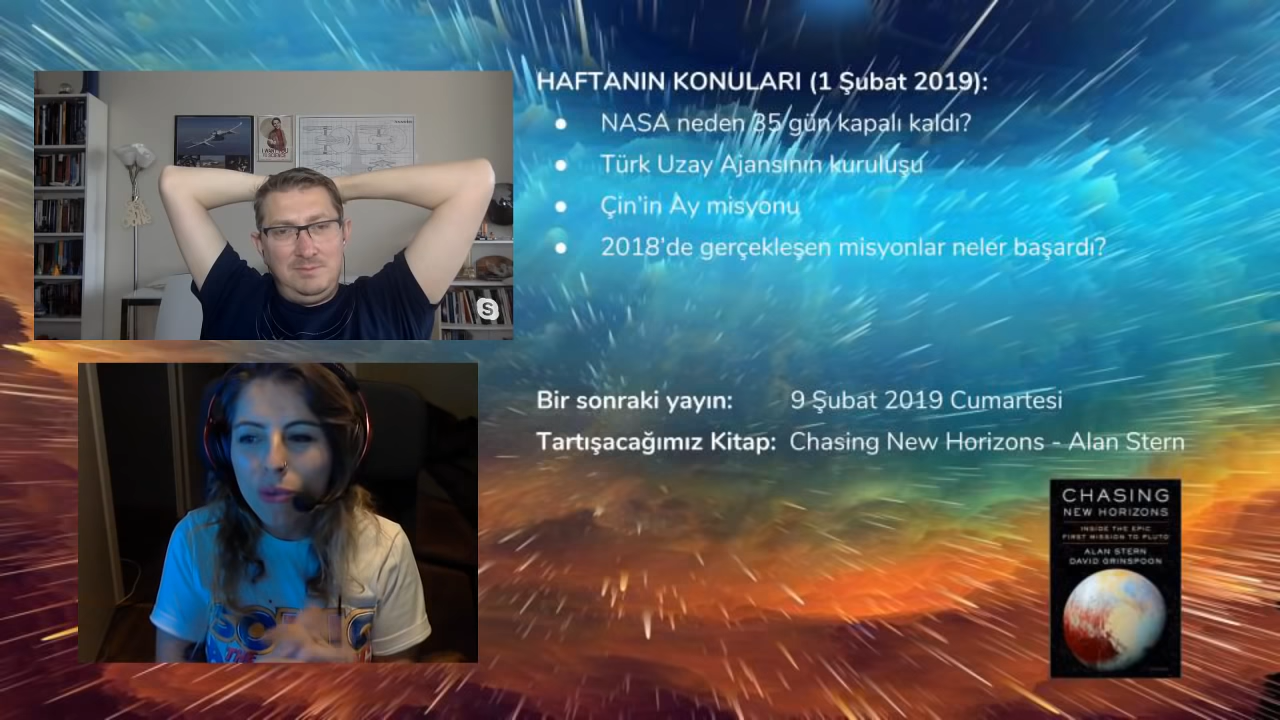 HAFTANIN KONULARI (1 Şubat 2019):
● NASA neden 35 gün kapalı kaldı?
● Türk Uzay Ajansının kuruluşu
● Çin'in Ay misyonu
● 2018'de gerçekleşen misyonlar neler başardı?
Bir sonraki yayın: 9 Şubat 2019 Cumartesi
Tartışacağımız Kitap: Chasing New Horizons - Alan Stern
CHASING
NEW HORIZONS
INSIDE THE EPIC
FIRST MISSION TO PLUTO
ALAN STERN
DAVID GRINSPOON
S